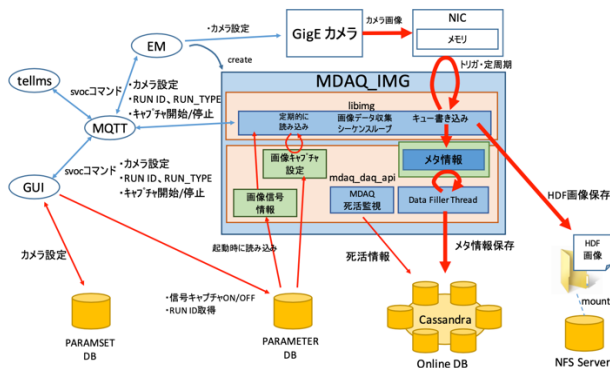 ・カメラ設定
EM
GigE カメラ
カメラ画像
NIC
メモリ
create
トリガ・定周期
tellms
svocコマンド
・カメラ設定
・RUN ID、RUN_TYPE
・キャプチャ開始/停止
MQTT
MDAQ_IMG
libimg
定期的に
読み込み
画像データ収集
シーケンスループ
キュー書き込み
画像キャプチャ
設定
メタ情報
mdaq_daq_api
画像信号
情報
MDAQ
死活監視
Data Filler Thread
svocコマンド
・カメラ設定
・RUN ID、RUN_TYPE
・キャプチャ開始/停止
GUI
HDF画像保存
起動時に読み込み
死活情報
メタ情報保存
カメラ設定
HDF
画像
・信号キャプチャON/OFF
・RUN ID取得
mount
Cassandra
PARAMSET
DB
PARAMETER
DB
Online DB
NFS Server